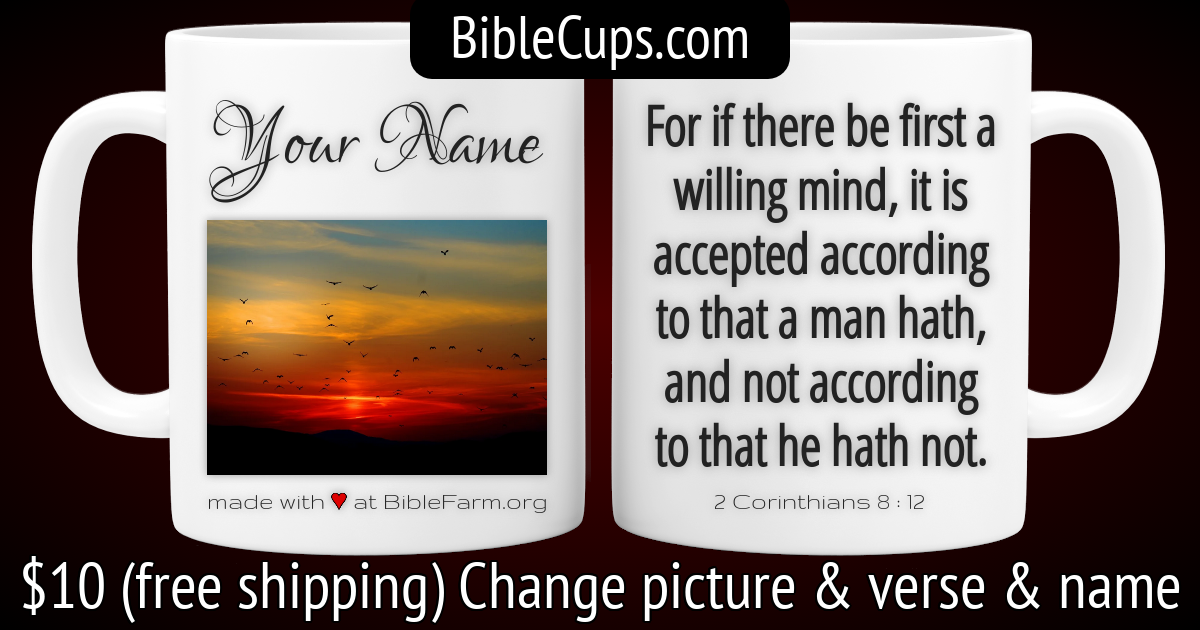 BibleCups.com
Your Name
made with ❤ at BibleFarm.org
For if there be first a
willing mind, it is
accepted according
to that a man hath,
and not according
to that he hath not.
2 Corinthians 8 : 12
$10 (free shipping) Change picture & verse & name